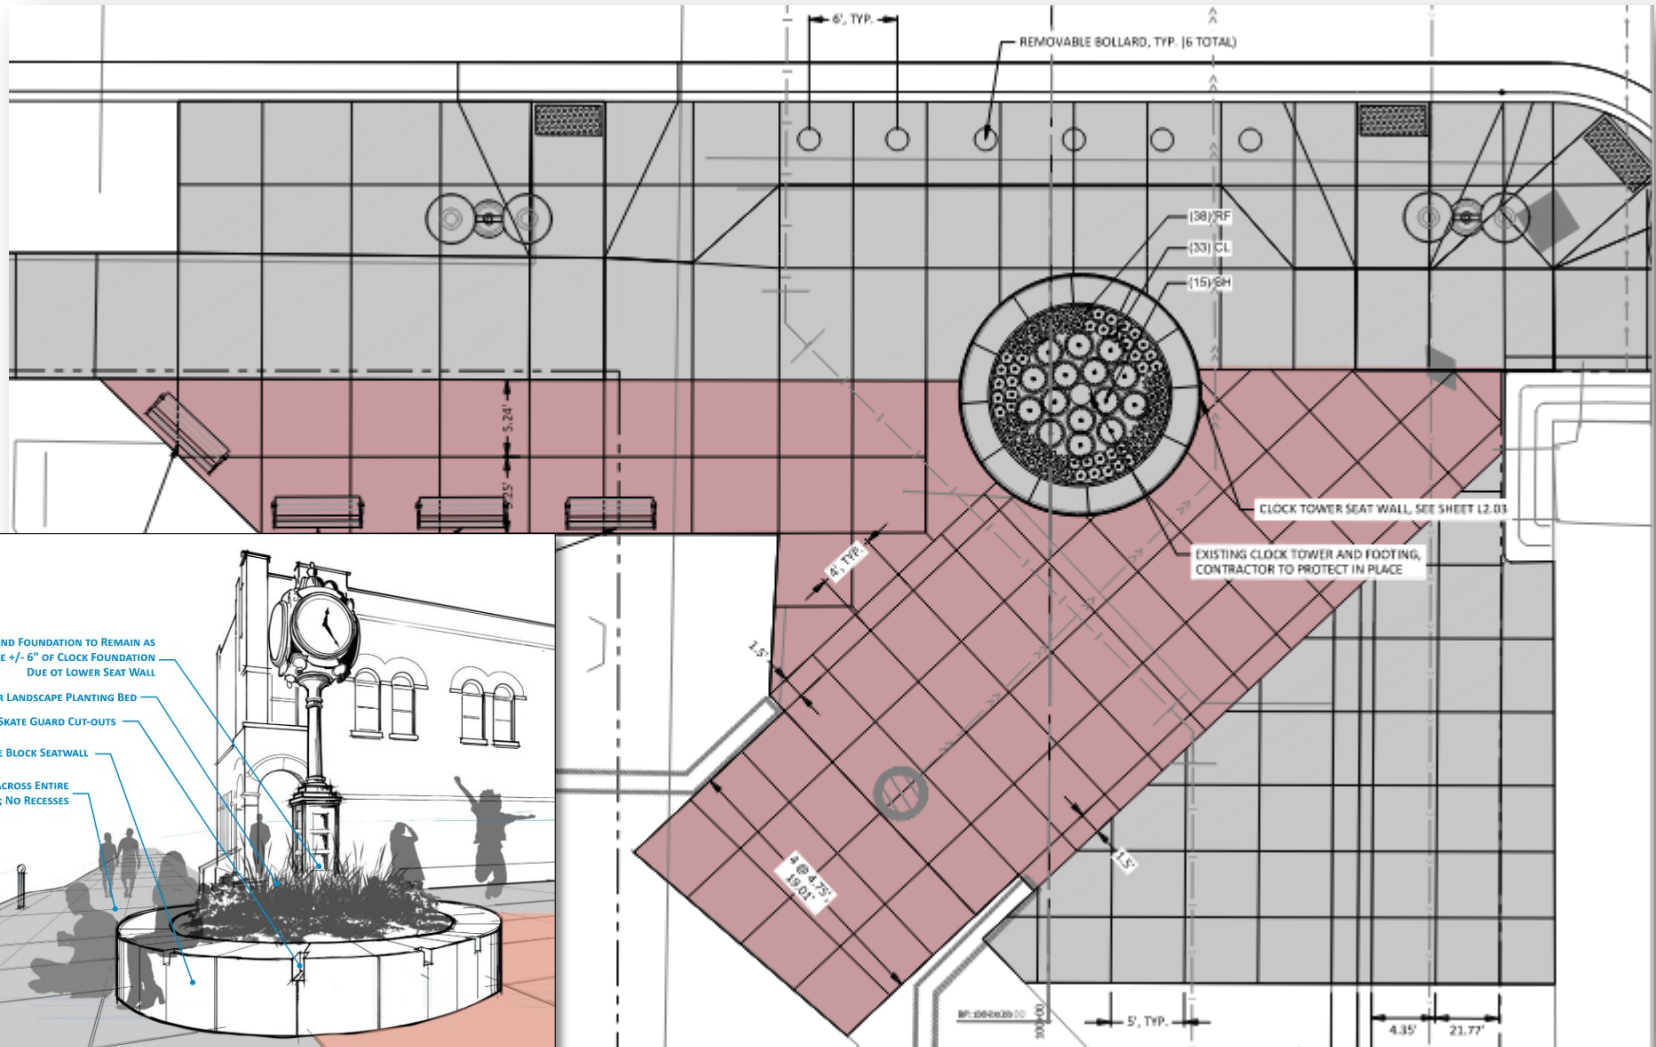 6', TYP.
REMOVABLE BOLLARD, TYP. (6 TOTAL)
(38) RF
(33) CL
(15) BH
5.24'
5.25'
CLOCK TOWER SEAT WALL, SEE SHEET L2.03
EXISTING CLOCK TOWER AND FOOTING,
CONTRACTOR TO PROTECT IN PLACE
4', TYP.
1.5'
4 @ 4.75',
19.01'
1.5'
5', TYP.
4.35'
21.77'
ND FOUNDATION TO REMAIN AS
E +/- 6" OF CLOCK FOUNDATION
DUE OT LOWER SEAT WALL
R LANDSCAPE PLANTING BED
SKATE GUARD CUT-OUTS
E BLOCK SEATWALL
ACROSS ENTIRE
; NO RECESSES